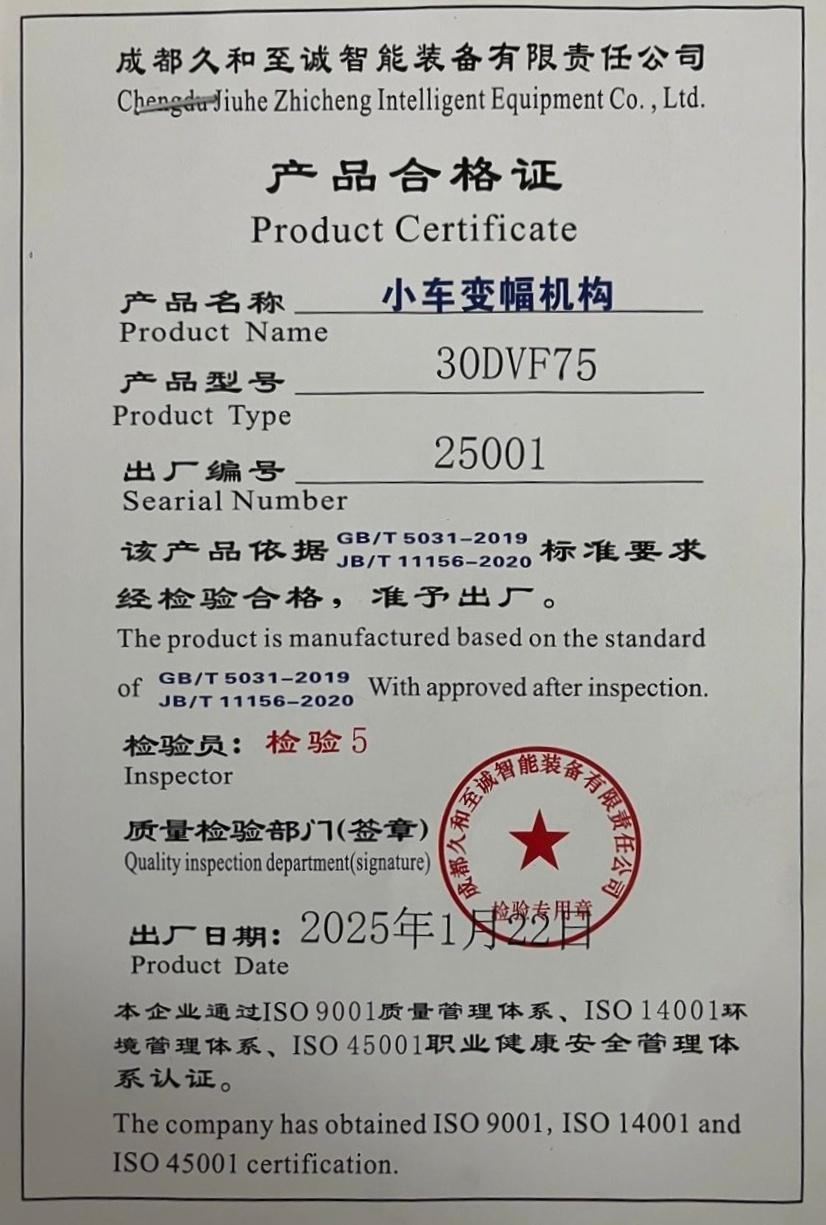 成都久和至诚智能装备有限责任公司
Chengdu Jiuhe Zhicheng Intelligent Equipment Co. , Ltd.
产品合格证
Product Certificate
产品名称 小车变幅机构
Product Name
产品型号 30DVF75
Product Type
出厂编号 25001
Searial Number
该产品依据 GB/T 5031-2019 JB/T 11156-2020 标准要求
经检验合格，准予出厂。
The product is manufactured based on the standard
of GB/T 5031-2019 JB/T 11156-2020 With approved after inspection.
检验员：检验5
Inspector
质量检验部门(签章)
Quality inspection department(signature)
成都久和至诚智能装备有限责任公司
检验专用章
出厂日期：2025年1月22日
Product Date
本企业通过ISO 9001质量管理体系、ISO 14001环
境管理体系、ISO 45001职业健康安全管理体
系认证。
The company has obtained ISO 9001, ISO 14001 and
ISO 45001 certification.